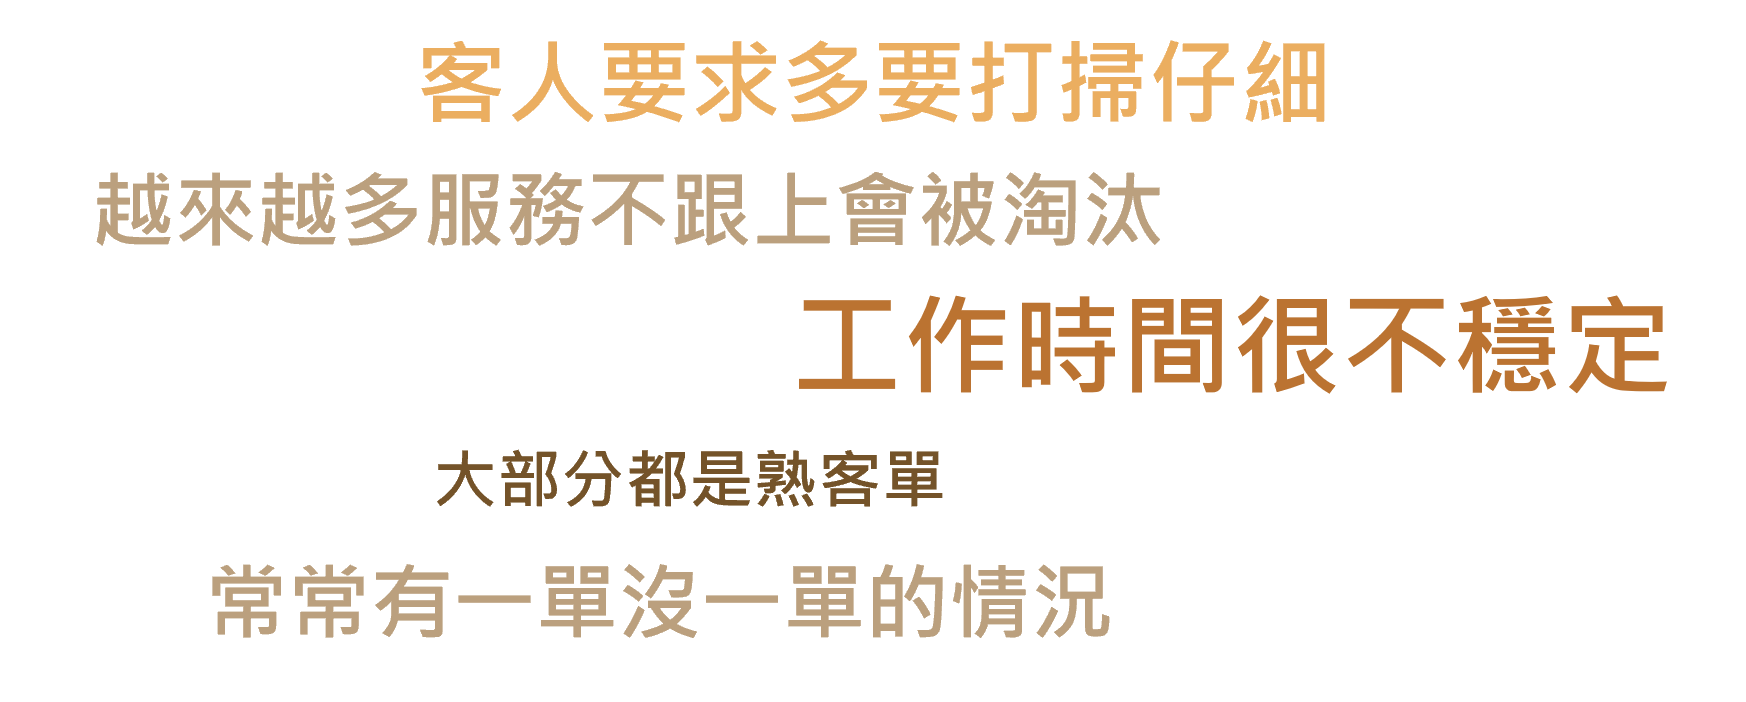 客人要求多要打掃仔細
越來越多服務不跟上會被淘汰
工作時間很不穩定
大部分都是熟客單
常常有一單沒一單的情況